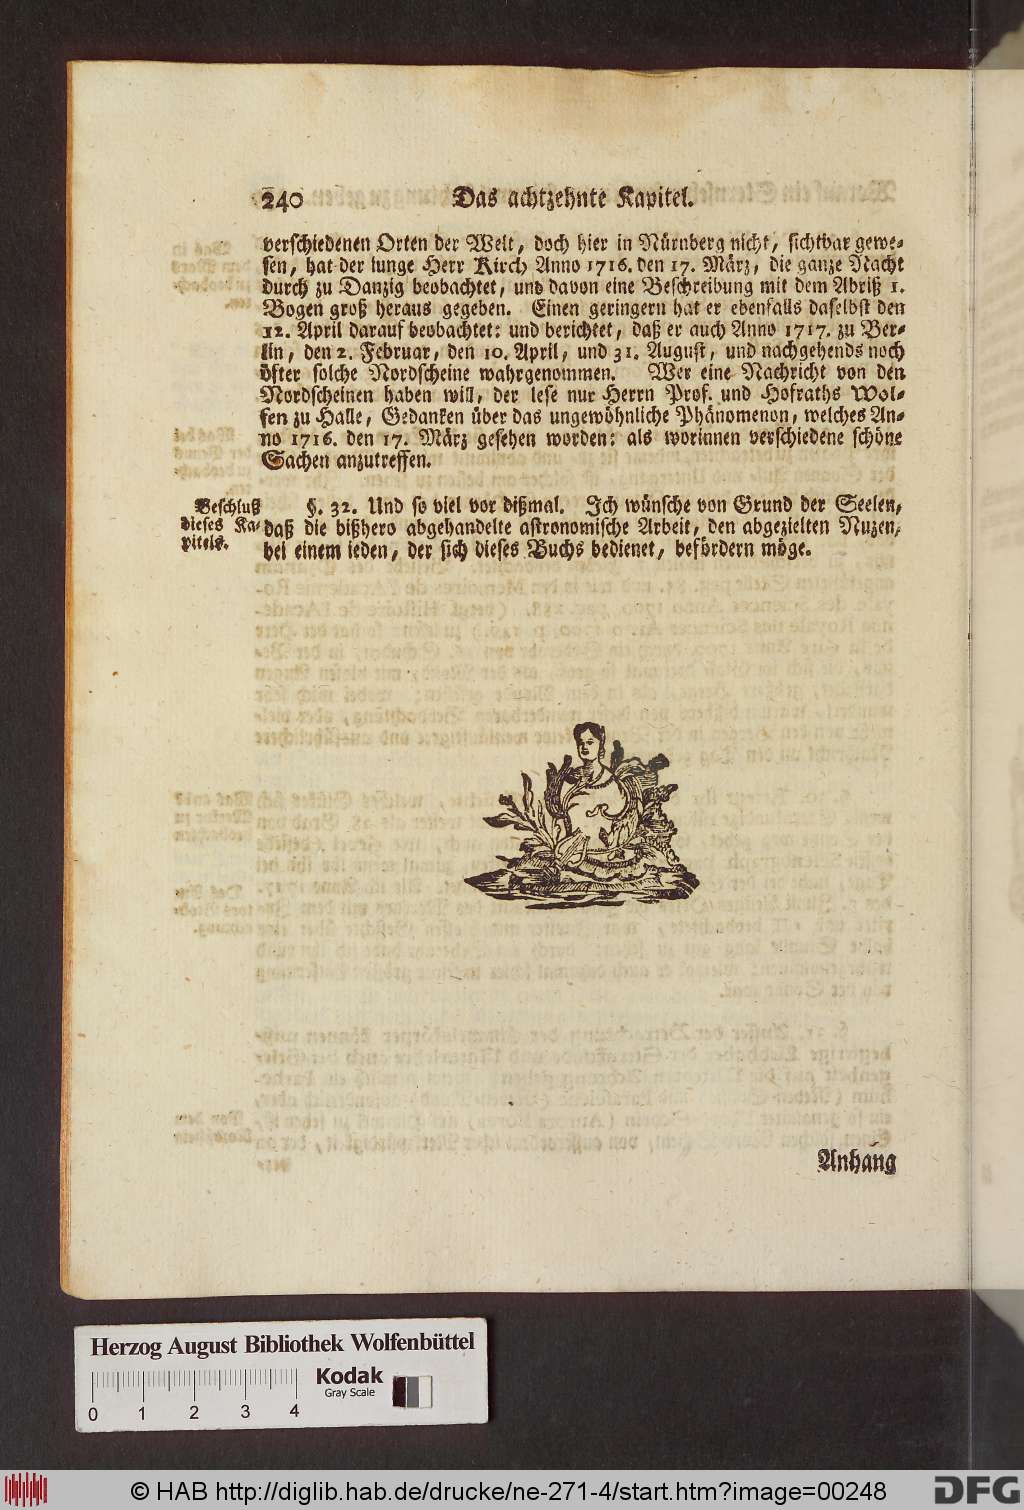 240 Das achtzehnte Kapitel.
verschiedenen Orten der Welt, doch hier in Nürnberg nicht, sichtbar gewe-
sen, hat der iunge Herr Kirch Anno 1716. den 17. März, die ganze Nacht
durch zu Danzig beobachtet, und davon eine Beschreibung mit dem Abriß 1.
Bogen groß heraus gegeben. Einen geringern hat er ebenfalls daselbst den
12. April darauf beobachtet: und berichtet, daß er auch Anno 1717. zu Ber-
lin, den 2. Februar, den 10. April, und 31. August, und nachgehends noch
öfter solche Nordscheine wahrgenommen. Wer eine Nachricht von den
Nordscheinen haben will, der lese nur Herrn Prof. und Hofraths Wol-
fen zu Halle, Gedanken über das ungewöhnliche Phänomenon, welches An-
no 1716. den 17. März gesehen worden: als worinnen verschiedene schöne
Sachen anzutreffen.
Beschluß
dieses Ka-
pitels.
§. 32. Und so viel vor dißmal. Ich wünsche von Grund der Seelen,
daß die bißhero abgehandelte astronomische Arbeit, den abgezielten Nuzen,
bei einem ieden, der sich dieses Buchs bedienet, befördern möge.
Anhang
Herzog August Bibliothek Wolfenbüttel
Kodak
Gray Scale
0 1 2 3 4
© HAB http://diglib.hab.de/drucke/ne-271-4/start.htm?image=00248
DFG